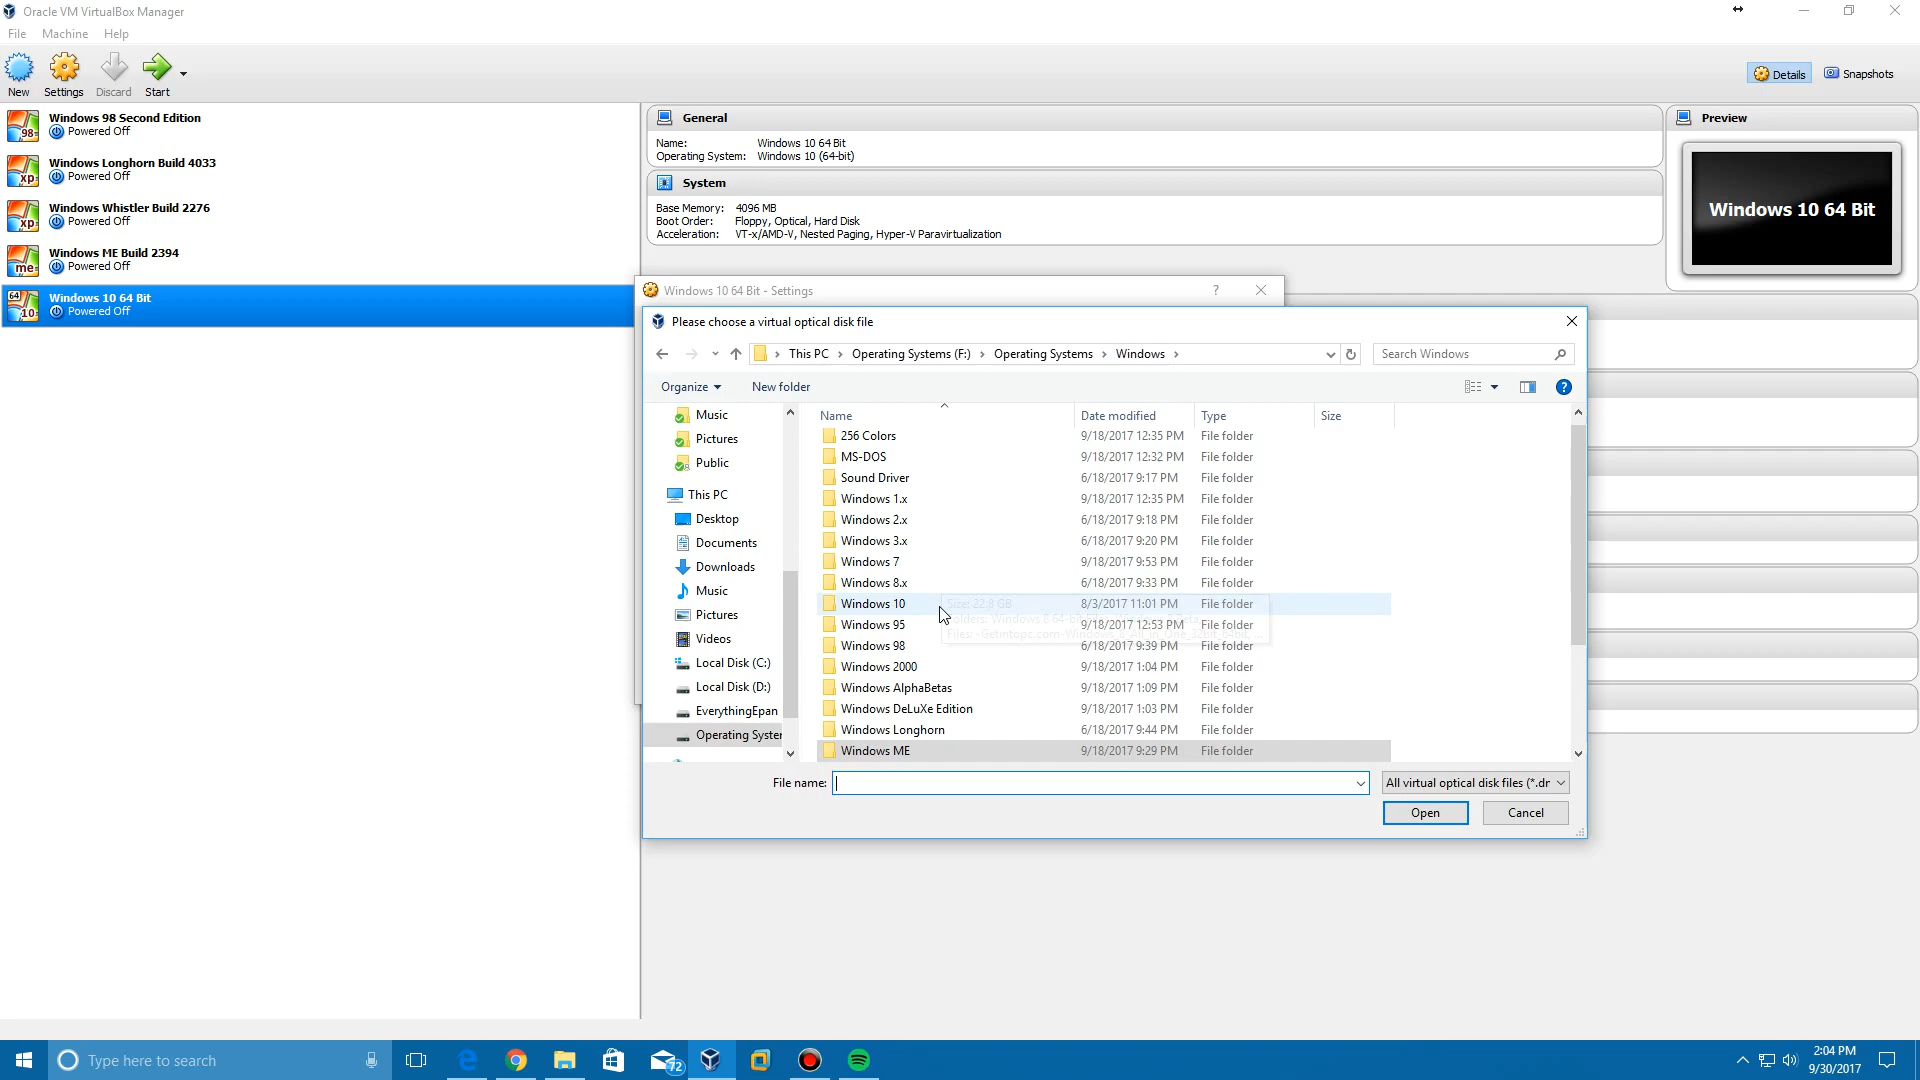 Oracle VM VirtualBox Manager
File Machine Help
New Settings Discard Start
Details Snapshots
98 Windows 98 Second Edition
Powered Off
xp Windows Longhorn Build 4033
Powered Off
xp Windows Whistler Build 2276
Powered Off
me Windows ME Build 2394
Powered Off
64 10 Windows 10 64 Bit
Powered Off
General
Name: Windows 10 64 Bit
Operating System: Windows 10 (64-bit)
System
Base Memory: 4096 MB
Boot Order: Floppy, Optical, Hard Disk
Acceleration: VT-x/AMD-V, Nested Paging, Hyper-V Paravirtualization
Preview
Windows 10 64 Bit
Windows 10 64 Bit - Settings ?
Please choose a virtual optical disk file
This PC › Operating Systems (F:) › Operating Systems › Windows ›
Search Windows
Organize New folder
Music
Pictures
Public
This PC
Desktop
Documents
Downloads
Music
Pictures
Videos
Local Disk (C:)
Local Disk (D:)
EverythingEpan
Operating Syster
Name Date modified Type Size
256 Colors 9/18/2017 12:35 PM File folder
MS-DOS 9/18/2017 12:32 PM File folder
Sound Driver 6/18/2017 9:17 PM File folder
Windows 1.x 9/18/2017 12:35 PM File folder
Windows 2.x 6/18/2017 9:18 PM File folder
Windows 3.x 6/18/2017 9:20 PM File folder
Windows 7 9/18/2017 9:53 PM File folder
Windows 8.x 6/18/2017 9:33 PM File folder
Windows 10 8/3/2017 11:01 PM File folder
Size: 22.8 GB
Windows 95 9/18/2017 12:53 PM File folder
Windows 98 6/18/2017 9:39 PM File folder
Windows 2000 9/18/2017 1:04 PM File folder
Windows AlphaBetas 9/18/2017 1:09 PM File folder
Windows DeLuXe Edition 9/18/2017 1:03 PM File folder
Windows Longhorn 6/18/2017 9:44 PM File folder
Windows ME 9/18/2017 9:29 PM File folder
File name: All virtual optical disk files (*.dr
Open Cancel
Type here to search
72
2:04 PM
9/30/2017